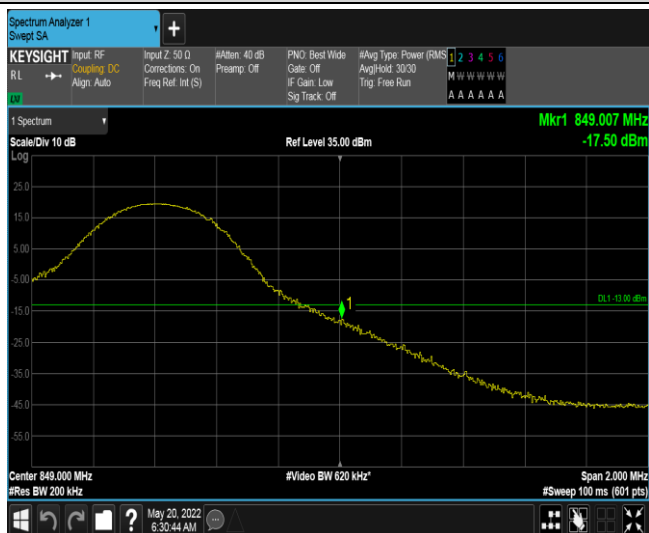 Spectrum Analyzer 1
Swept SA
+
KEYSIGHT
RL
LXI
Input: RF
Coupling: DC
Align: Auto
Input Z: 50 Ω
Corrections: On
Freq Ref: Int (S)
#Atten: 40 dB
Preamp: Off
PNO: Best Wide
Gate: Off
IF Gain: Low
Sig Track: Off
#Avg Type: Power (RMS
Avg|Hold: 30/30
Trig: Free Run
1 2 3 4 5 6
M W W W W W
A A A A A A
1 Spectrum
Scale/Div 10 dB
Ref Level 35.00 dBm
Mkr1 849.007 MHz
-17.50 dBm
Log
25.0
15.0
5.00
-5.00
DL1 -13.00 dBm
1
-15.0
-25.0
-35.0
-45.0
-55.0
Center 849.000 MHz
#Video BW 620 kHz*
Span 2.000 MHz
#Res BW 200 kHz
#Sweep 100 ms (601 pts)
?
May 20, 2022
6:30:44 AM